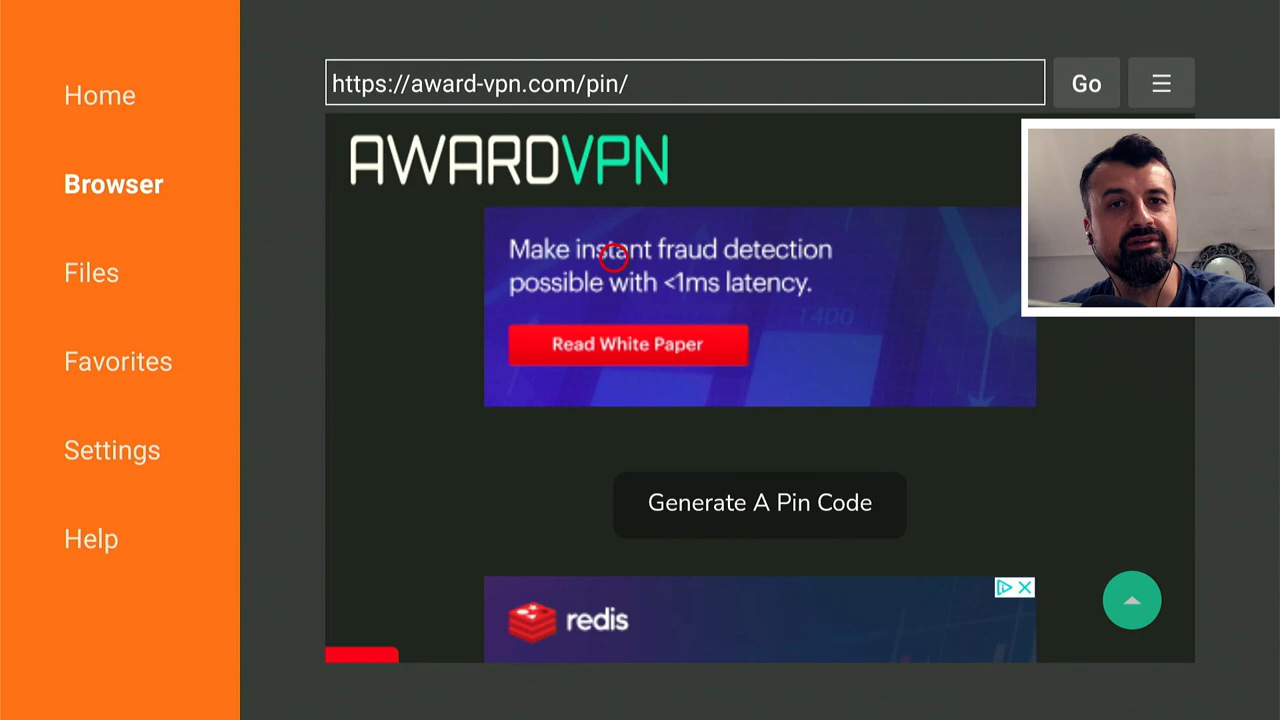 Home
Browser
Files
Favorites
Settings
Help
https://award-vpn.com/pin/
Go
AWARDVPN
Make instant fraud detection
possible with <1ms latency.
1400
Read White Paper
Generate A Pin Code
redis